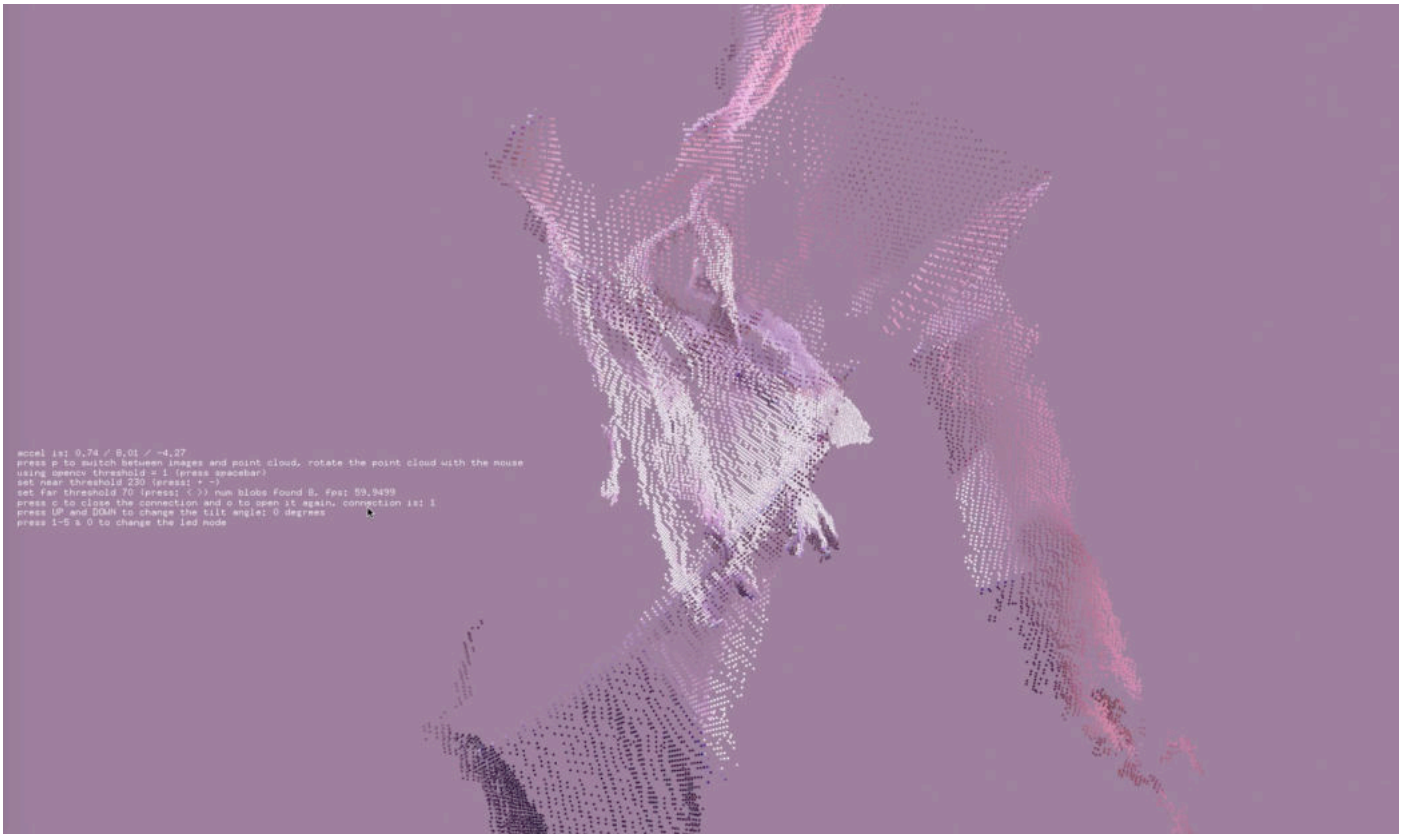 accel is: 0.74 / 8.01 / -4.27
press p to switch between images and point cloud, rotate the point cloud with the mouse
using opencv threshold = 1 (press spacebar)
set near threshold 230 (press: + -)
set far threshold 70 (press: < >) num blobs found 8, fps: 59.9499
press c to close the connection and o to open it again, connection is: 1
press UP and DOWN to change the tilt angle: 0 degrees
press 1-5 & 0 to change the led mode